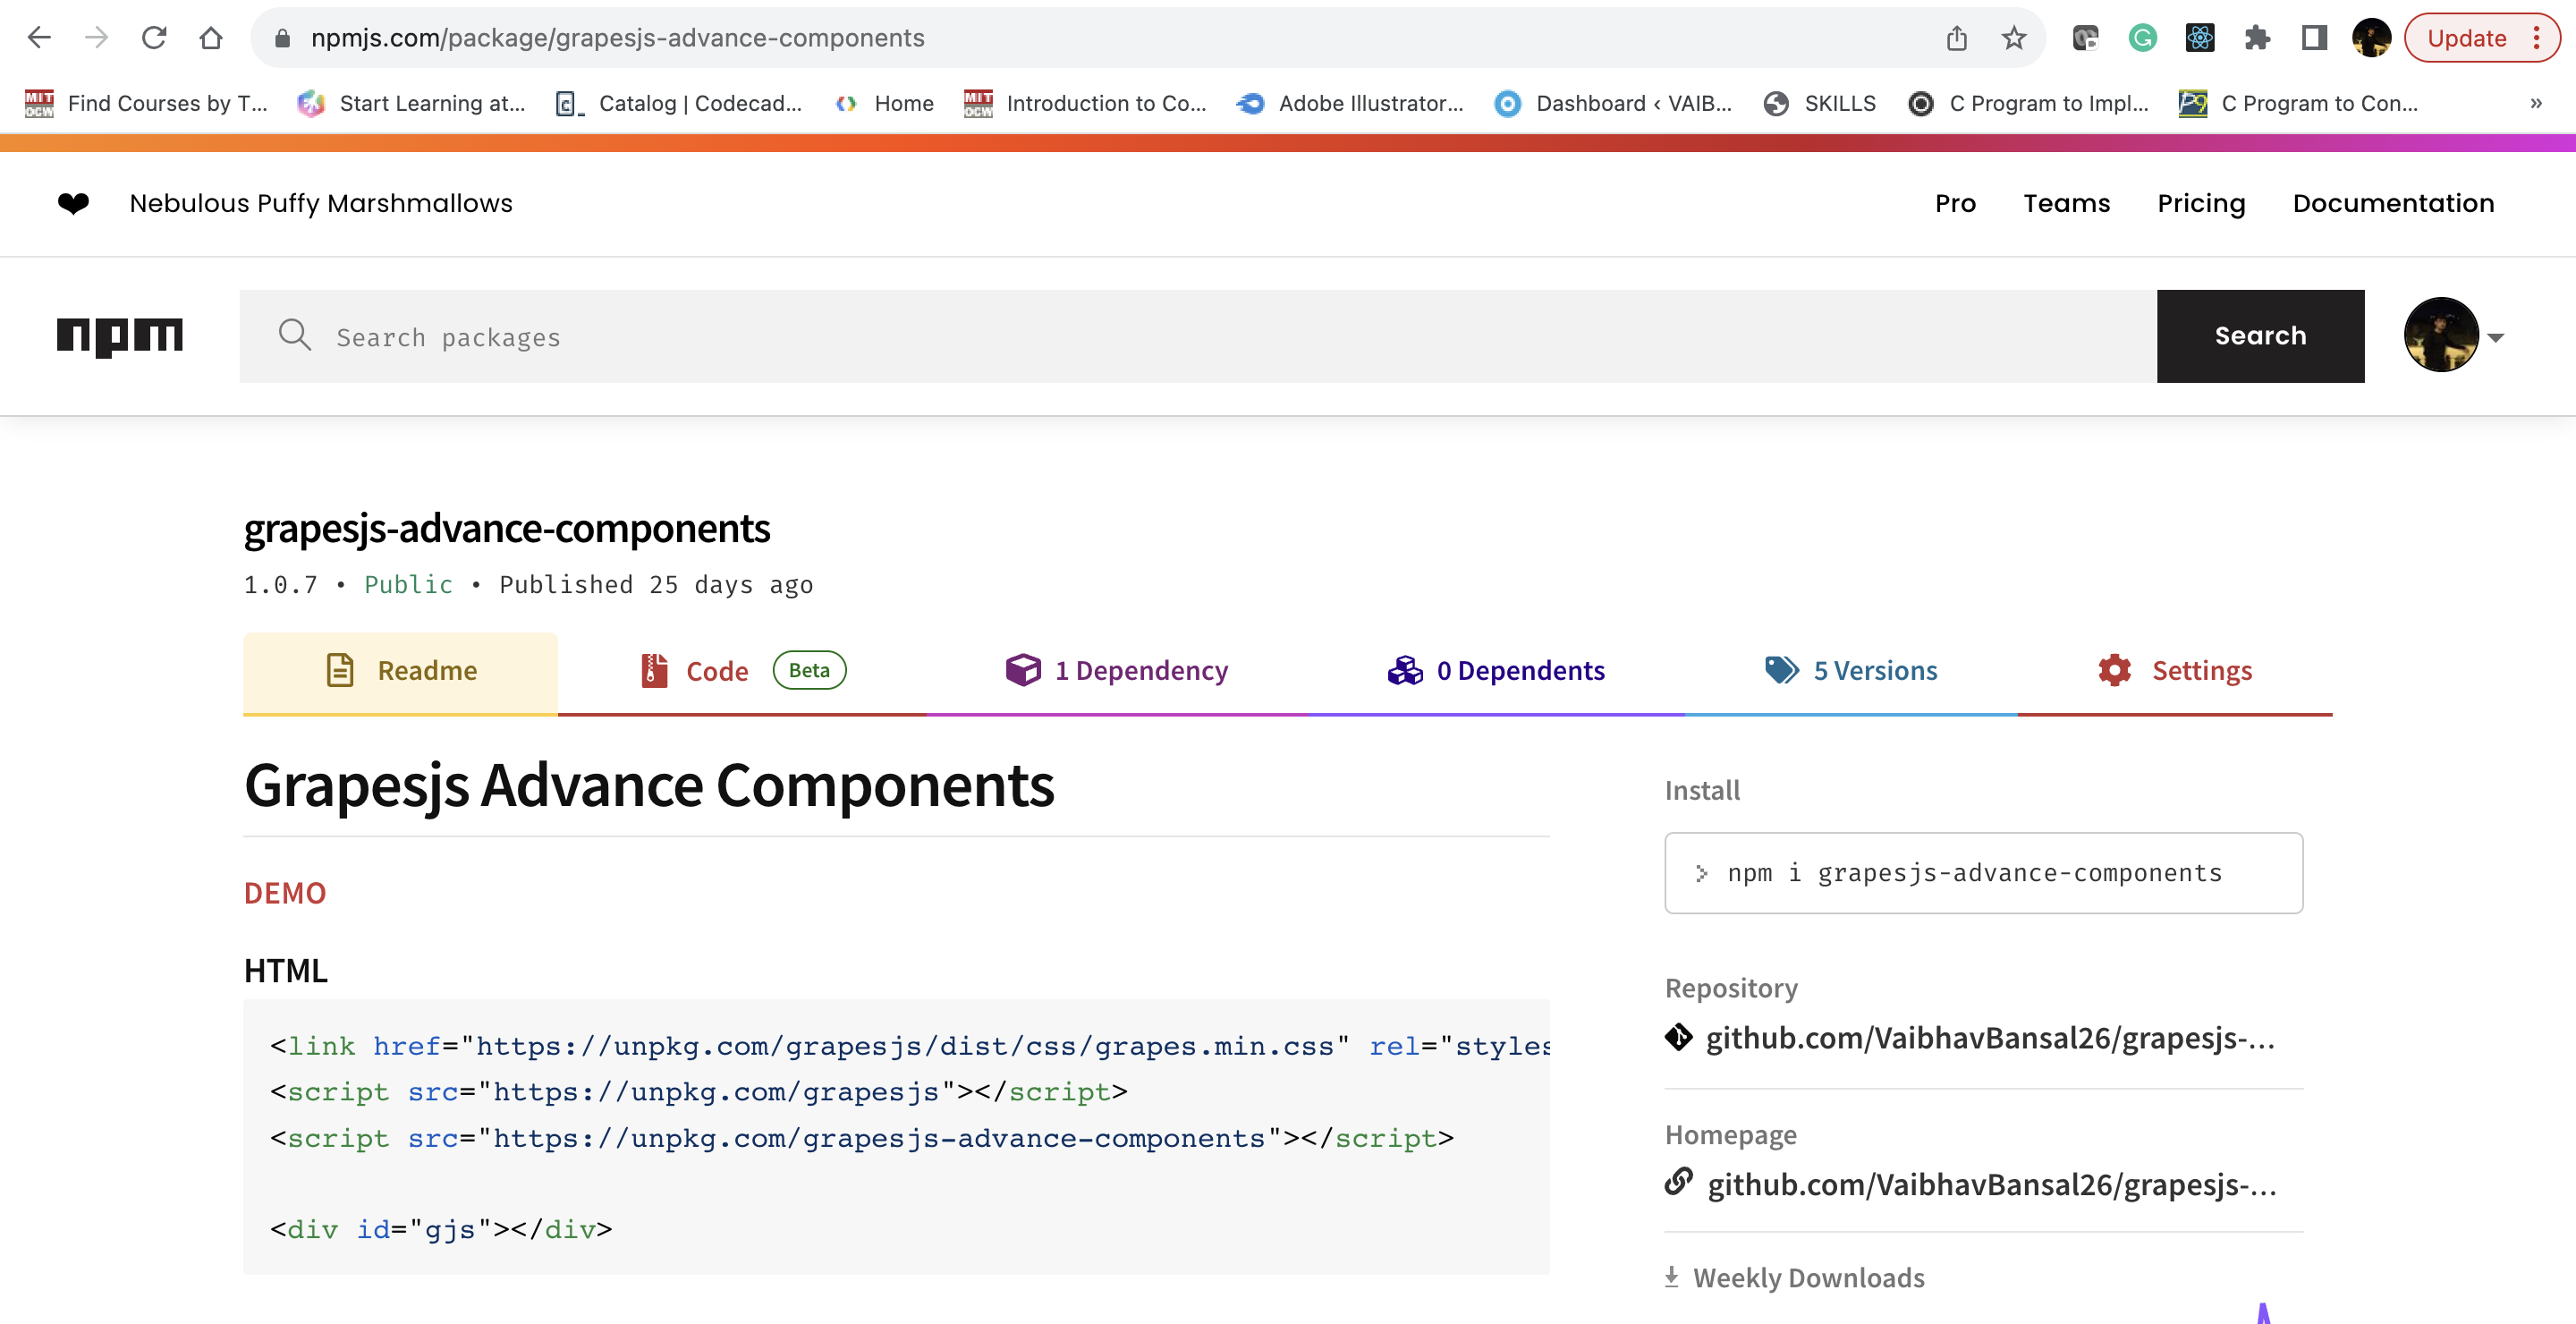 npmjs.com/package/grapesjs-advance-components
Update
MIT OCW Find Courses by T...
Start Learning at...
Catalog | Codecad...
Home
MIT OCW Introduction to Co...
Adobe Illustrator...
Dashboard ‹ VAIB...
SKILLS
C Program to Impl...
C Program to Con...
»
❤ Nebulous Puffy Marshmallows
Pro Teams Pricing Documentation
npm
Search packages
Search
grapesjs-advance-components
1.0.7 • Public • Published 25 days ago
Readme
Code Beta
1 Dependency
0 Dependents
5 Versions
Settings
Grapesjs Advance Components
DEMO
HTML
<link href="https://unpkg.com/grapesjs/dist/css/grapes.min.css" rel="styles
<script src="https://unpkg.com/grapesjs"></script>
<script src="https://unpkg.com/grapesjs-advance-components"></script>
<div id="gjs"></div>
Install
> npm i grapesjs-advance-components
Repository
github.com/VaibhavBansal26/grapesjs-...
Homepage
github.com/VaibhavBansal26/grapesjs-...
Weekly Downloads